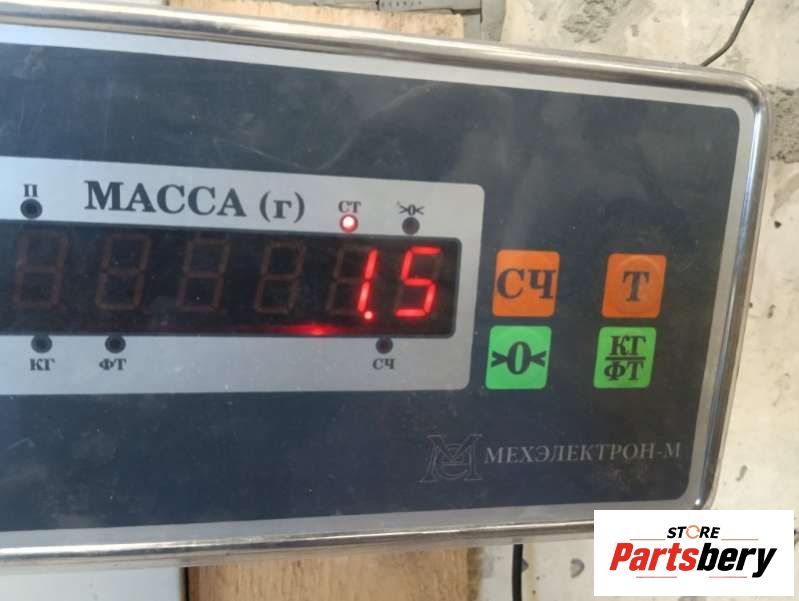 П
МАССА (г)
СТ
>0<
1.5
КГ
ФТ
СЧ
СЧ
Т
>0<
КГ
ФТ
МЕХЭЛЕКТРОН-М
STORE
Partsbery